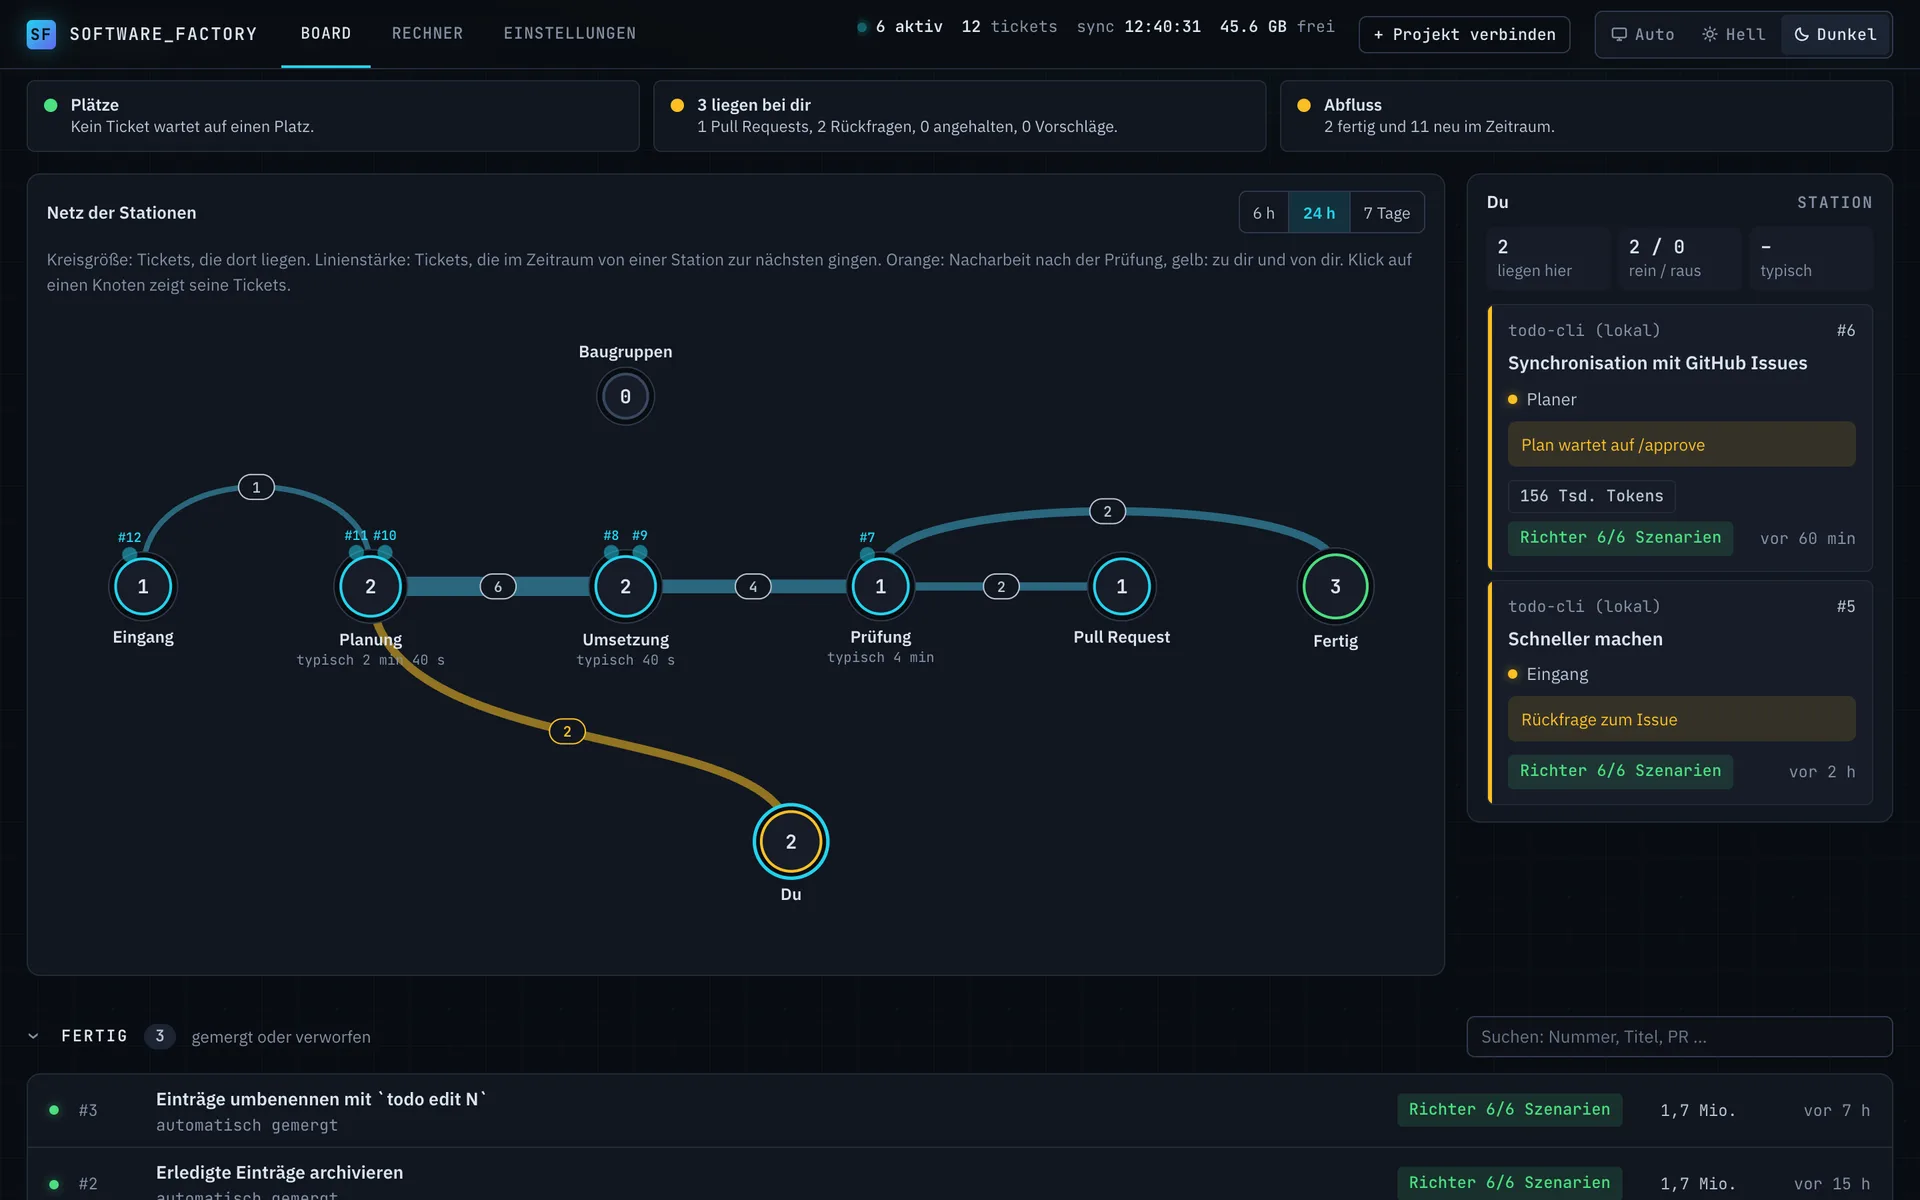 SF SOFTWARE_FACTORY BOARD RECHNER EINSTELLUNGEN 6 aktiv 12 tickets sync 12:40:31 45.6 GB frei + Projekt verbinden Auto Hell Dunkel
Plätze
Kein Ticket wartet auf einen Platz.
3 liegen bei dir
1 Pull Requests, 2 Rückfragen, 0 angehalten, 0 Vorschläge.
Abfluss
2 fertig und 11 neu im Zeitraum.
Netz der Stationen
6 h 24 h 7 Tage
Kreisgröße: Tickets, die dort liegen. Linienstärke: Tickets, die im Zeitraum von einer Station zur nächsten gingen. Orange: Nacharbeit nach der Prüfung, gelb: zu dir und von dir. Klick auf
einen Knoten zeigt seine Tickets.
Baugruppen
0
1
2
#12
#11 #10
#8 #9
#7
1
2
6
2
4
1
2
1
3
Eingang
Planung
typisch 2 min 40 s
Umsetzung
typisch 40 s
Prüfung
typisch 4 min
Pull Request
Fertig
2
2
Du
Du
STATION
2
liegen hier
2 / 0
rein / raus
–
typisch
todo-cli (lokal) #6
Synchronisation mit GitHub Issues
Planer
Plan wartet auf /approve
156 Tsd. Tokens
Richter 6/6 Szenarien vor 60 min
todo-cli (lokal) #5
Schneller machen
Eingang
Rückfrage zum Issue
Richter 6/6 Szenarien vor 2 h
FERTIG 3 gemergt oder verworfen
Suchen: Nummer, Titel, PR ...
#3 Einträge umbenennen mit `todo edit N` Richter 6/6 Szenarien 1,7 Mio. vor 7 h
automatisch gemergt
#2 Erledigte Einträge archivieren Richter 6/6 Szenarien 1,7 Mio. vor 15 h
automatisch gemergt